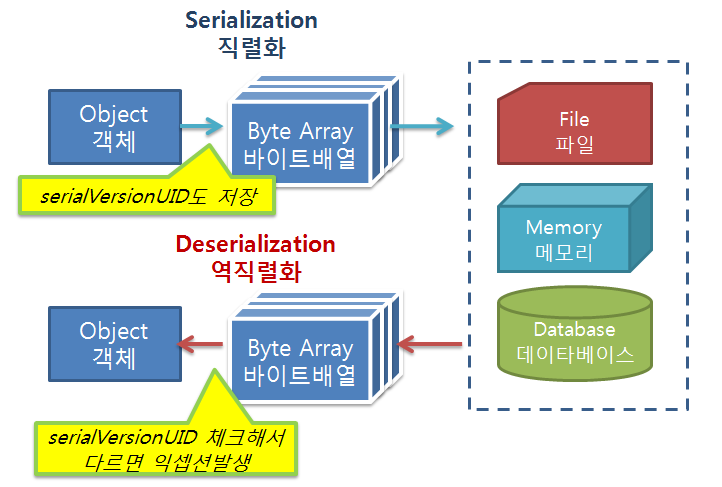 Serialization
직렬화
Object
객체
Byte Array
바이트배열
serialVersionUID도 저장
File
파일
Memory
메모리
Database
데이타베이스
Deserialization
역직렬화
Object
객체
Byte Array
바이트배열
serialVersionUID 체크해서
다르면 익셉션발생